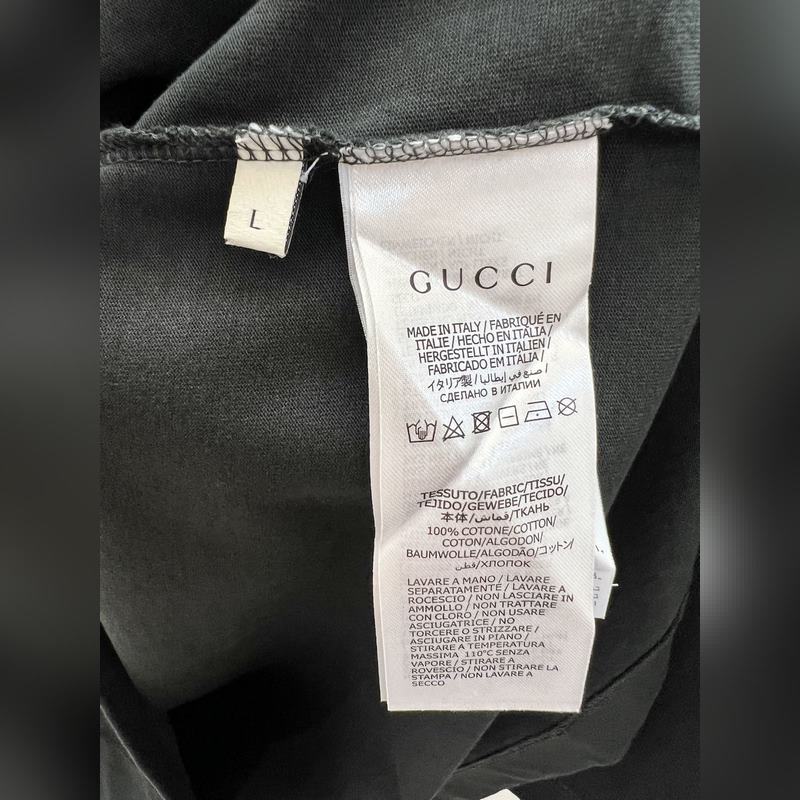 L
GUCCI
MADE IN ITALY / FABRIQUÉ EN
ITALIE / HECHO EN ITALIA /
HERGESTELLT IN ITALIEN /
FABRICADO EM ITÁLIA /
イタリア製 / صنع في إيطاليا /
СДЕЛАНО В ИТАЛИИ
TESSUTO/FABRIC/TISSU/
TEJIDO/GEWEBE/TECIDO/
本体/قماش/ТКАНЬ
100% COTONE/COTTON/
COTON/ALGODON/
BAUMWOLLE/ALGODÃO/コットン/
قطن/ХЛОПОК
LAVARE A MANO / LAVARE
SEPARATAMENTE / LAVARE A
ROCESCIO / NON LASCIARE IN
AMMOLLO / NON TRATTARE
CON CLORO / NON USARE
ASCIUGATRICE / NO
TORCERE O STRIZZARE /
ASCIUGARE IN PIANO /
STIRARE A TEMPERATURA
MASSIMA 110°C SENZA
VAPORE / STIRARE A
ROVESCIO / NON STIRARE LA
STAMPA / NON LAVARE A
SECCO